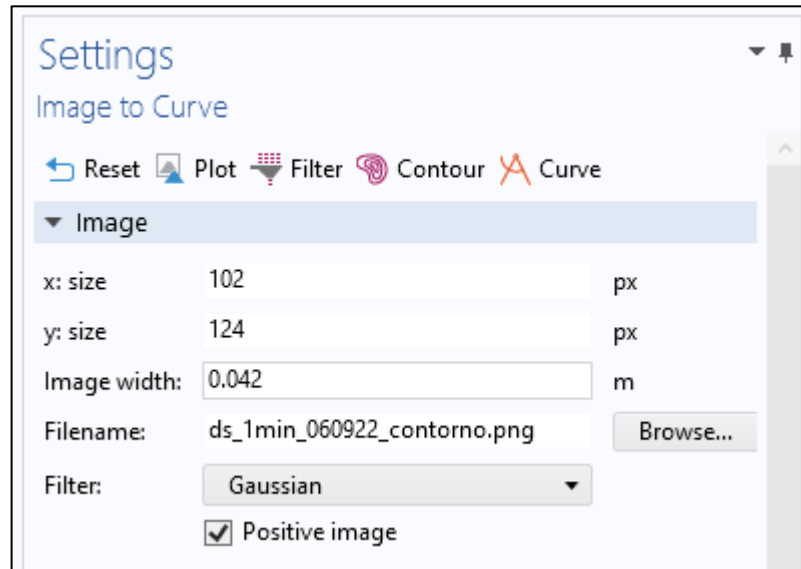 Settings
Image to Curve
Reset Plot Filter Contour Curve
Image
x: size 102 px
y: size 124 px
Image width: 0.042 m
Filename: ds_1min_060922_contorno.png Browse...
Filter: Gaussian
Positive image